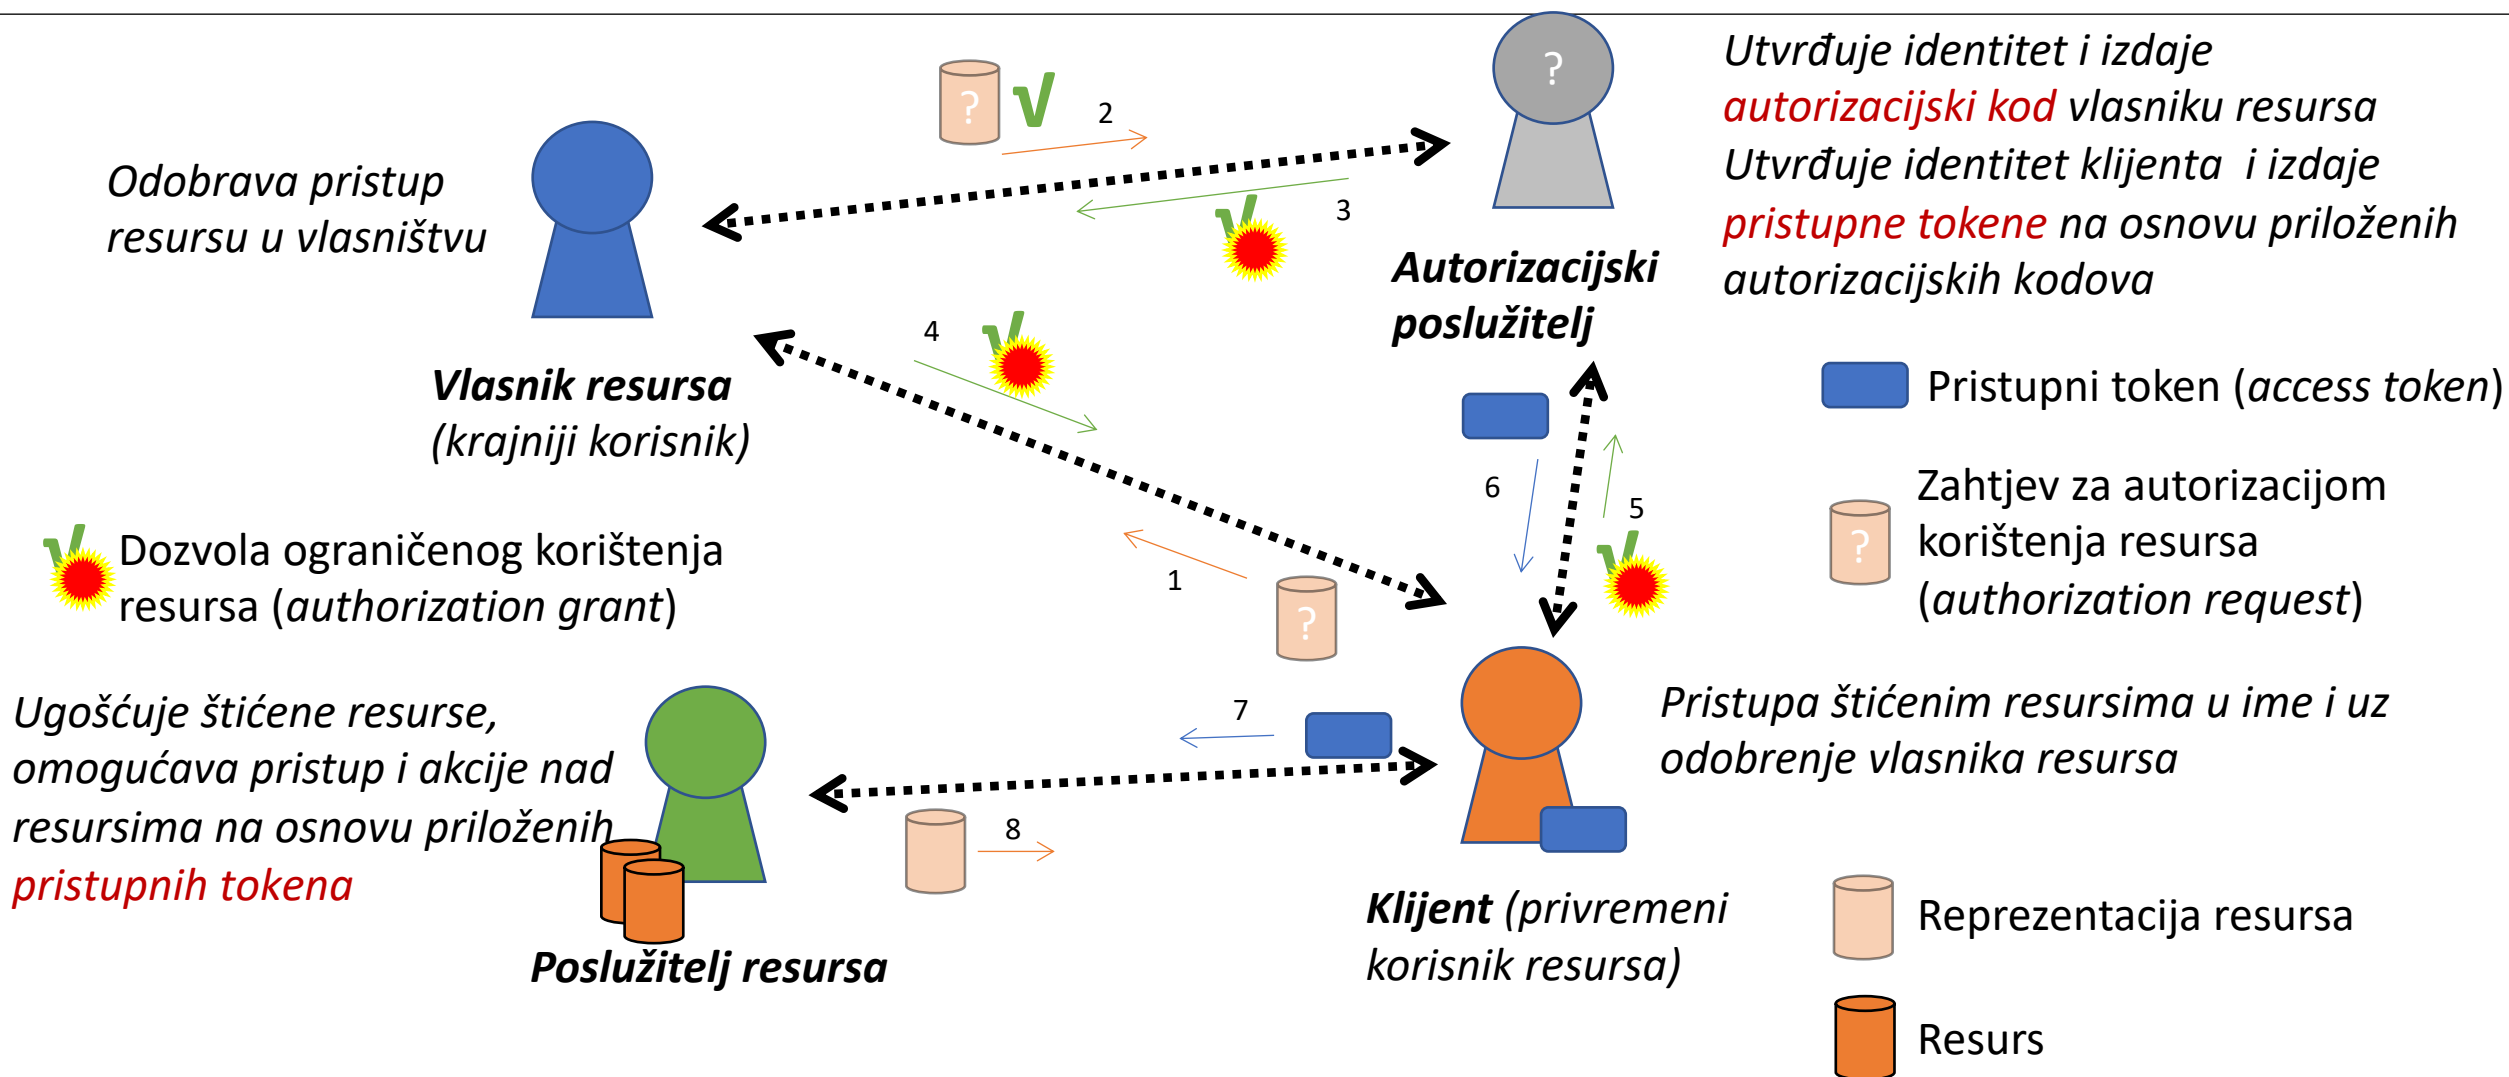 ?
√
2
?
Utvrđuje identitet i izdaje
autorizacijski kod vlasniku resursa
Utvrđuje identitet klijenta i izdaje
pristupne tokene na osnovu priloženih
autorizacijskih kodova
Odobrava pristup
resursu u vlasništvu
3
√
Autorizacijski
poslužitelj
4
√
Vlasnik resursa
(krajniji korisnik)
Pristupni token (access token)
6
5
√
Zahtjev za autorizacijom
korištenja resursa
(authorization request)
?
√
Dozvola ograničenog korištenja
resursa (authorization grant)
1
?
Ugošćuje štićene resurse,
omogućava pristup i akcije nad
resursima na osnovu priloženih
pristupnih tokena
7
Pristupa štićenim resursima u ime i uz
odobrenje vlasnika resursa
8
Poslužitelj resursa
Klijent (privremeni
korisnik resursa)
Reprezentacija resursa
Resurs